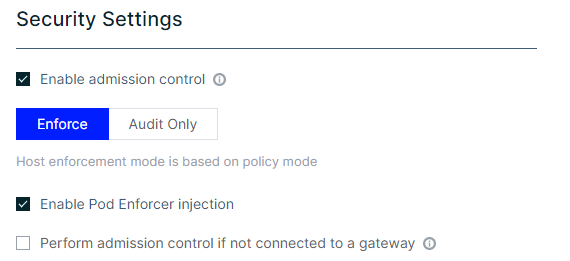 Security Settings
Enable admission control
Enforce
Audit Only
Host enforcement mode is based on policy mode
Enable Pod Enforcer injection
Perform admission control if not connected to a gateway